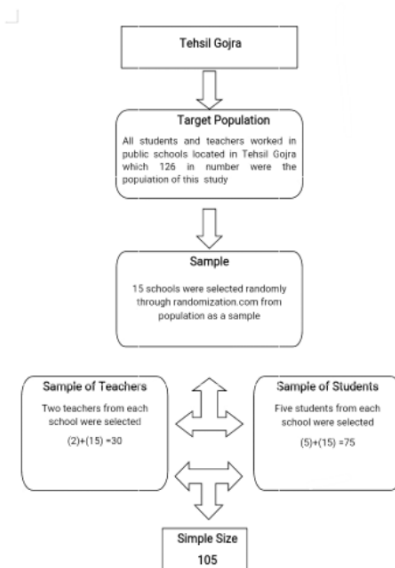 Tehsil Gojra
Target Population
All students and teachers worked in
public schools located in Tehsil Gojra
which 126 in number were the
population of this study
Sample
15 schools were selected randomly
through randomization.com from
population as a sample
Sample of Teachers
Two teachers from each
school were selected
(2)+(15) =30
Sample of Students
Five students from each
school were selected
(5)+(15) =75
Simple Size
105